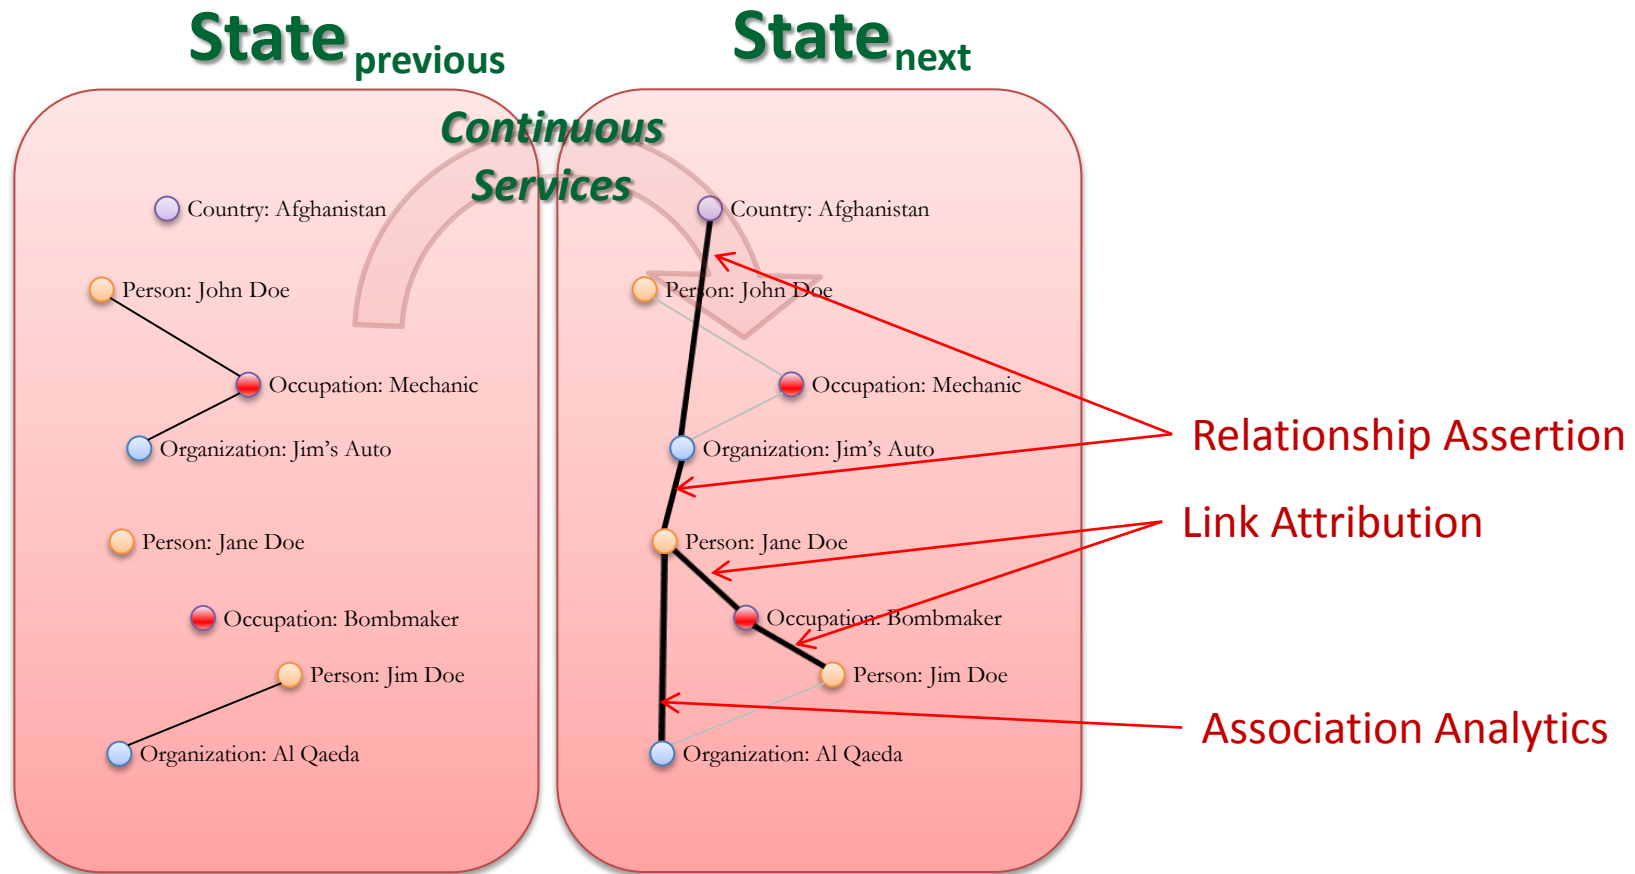 State previous
State next
Continuous
Services
Country: Afghanistan
Person: John Doe
Occupation: Mechanic
Organization: Jim's Auto
Person: Jane Doe
Occupation: Bombmaker
Person: Jim Doe
Organization: Al Qaeda
Country: Afghanistan
Person: John Doe
Occupation: Mechanic
Organization: Jim's Auto
Person: Jane Doe
Occupation: Bombmaker
Person: Jim Doe
Organization: Al Qaeda
Relationship Assertion
Link Attribution
Association Analytics